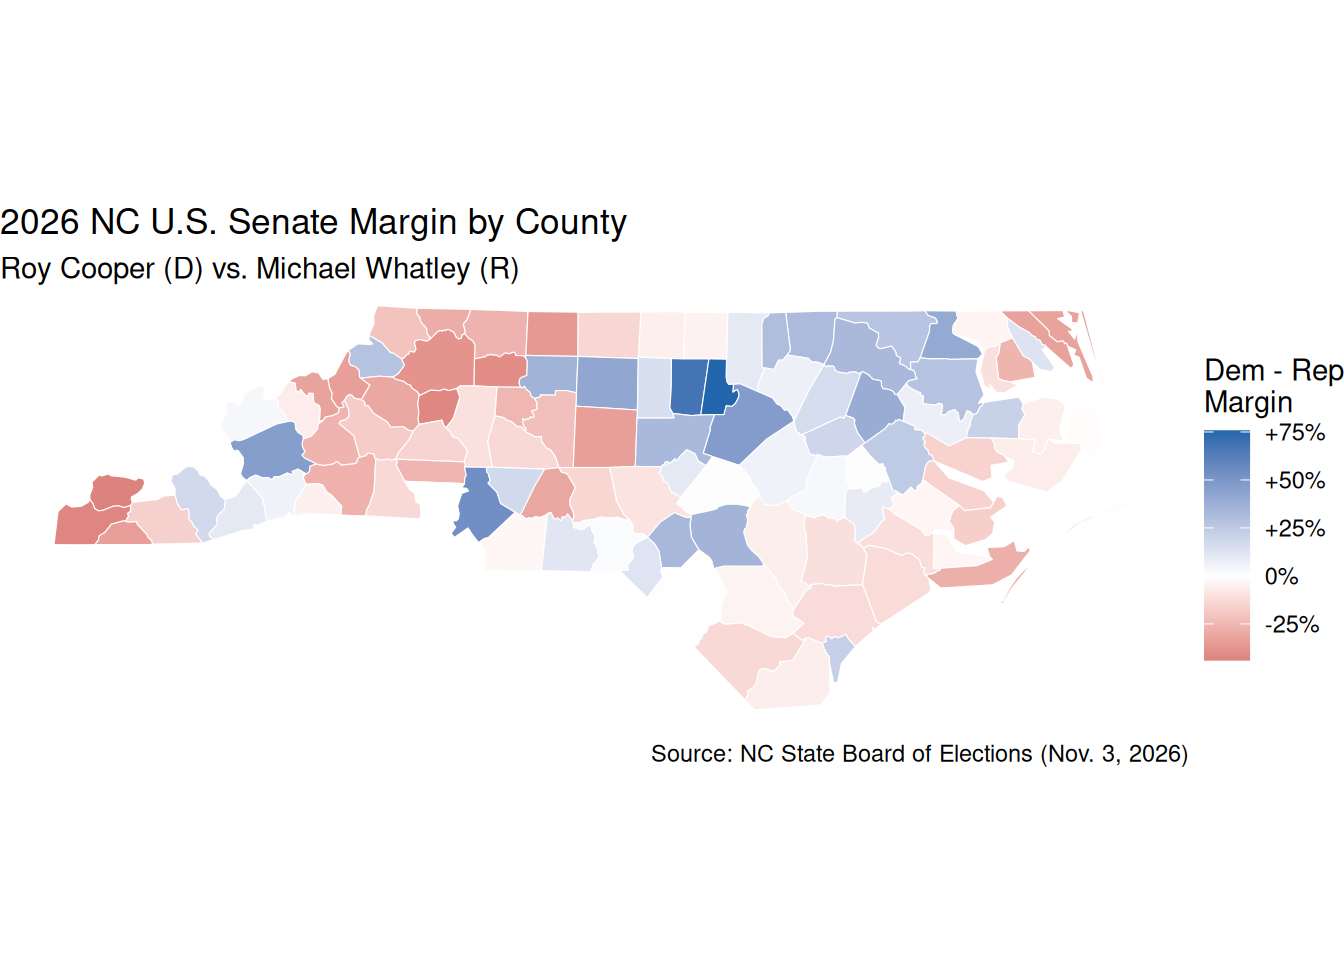 2026 NC U.S. Senate Margin by County
Roy Cooper (D) vs. Michael Whatley (R)
Dem - Rep
Margin
+75%
+50%
+25%
0%
-25%
Source: NC State Board of Elections (Nov. 3, 2026)